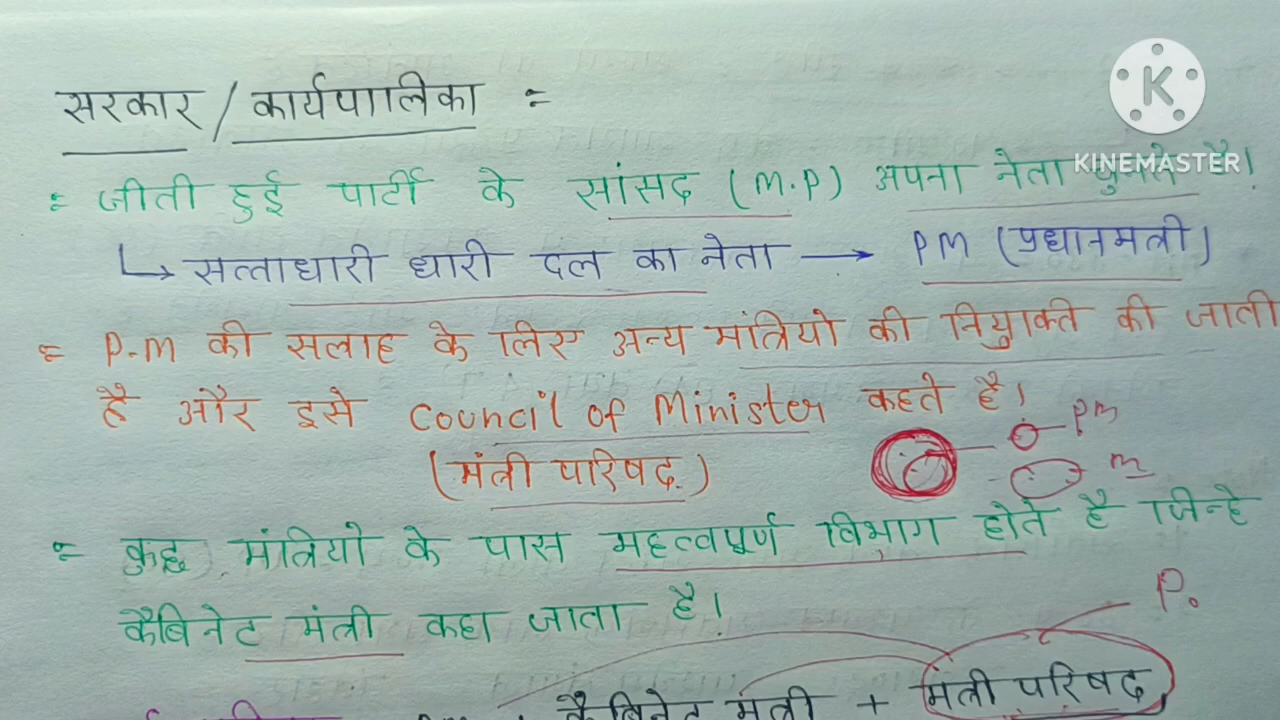 सरकार / कार्यपालिका :-
KINEMASTER
= जीती हुई पार्टी के सांसद (M.P) अपना नेता चुनते है।
↳ सत्ताधारी धारी दल का नेता → PM (प्रधानमंत्री)
= P.M की सलाह के लिए अन्य मांत्रियो की नियुक्ति की जाती
है और इसे Council of Minister कहते है।
PM
(मंत्री परिषद)
m
= कुछ मंत्रियो के पास महत्वपूर्ण विभाग होते है जिन्हे
P.
कैबिनेट मंत्री कहा जाता है।
कैबिनेट मंत्री + मंत्री परिषद